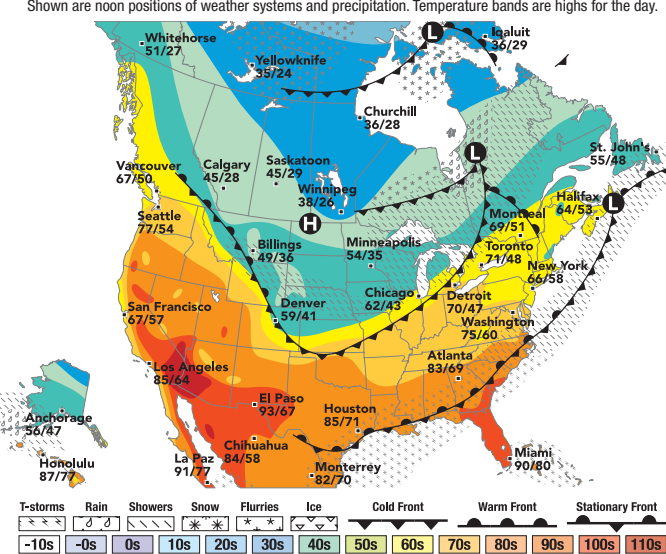 Shown are noon positions of weather systems and precipitation. Temperature bands are highs for the day.
L
Iqaluit
36/29
Whitehorse
51/27
Yellowknife
35/24
Churchill
36/28
L
St. John's
55/48
Vancouver
67/50
Calgary
45/28
Saskatoon
45/29
Winnipeg
38/26
Halifax
64/53
L
Seattle
77/54
H
Montreal
69/51
Billings
49/36
Minneapolis
54/35
Toronto
71/48
New York
66/58
San Francisco
67/57
Denver
59/41
Chicago
62/43
Detroit
70/47
Washington
75/60
Los Angeles
85/64
Atlanta
83/69
El Paso
93/67
Houston
85/71
Anchorage
56/47
Chihuahua
84/58
Honolulu
87/77
La Paz
91/77
Monterrey
82/70
Miami
90/80
T-storms Rain Showers Snow Flurries Ice Cold Front Warm Front Stationary Front
-10s -0s 0s 10s 20s 30s 40s 50s 60s 70s 80s 90s 100s 110s